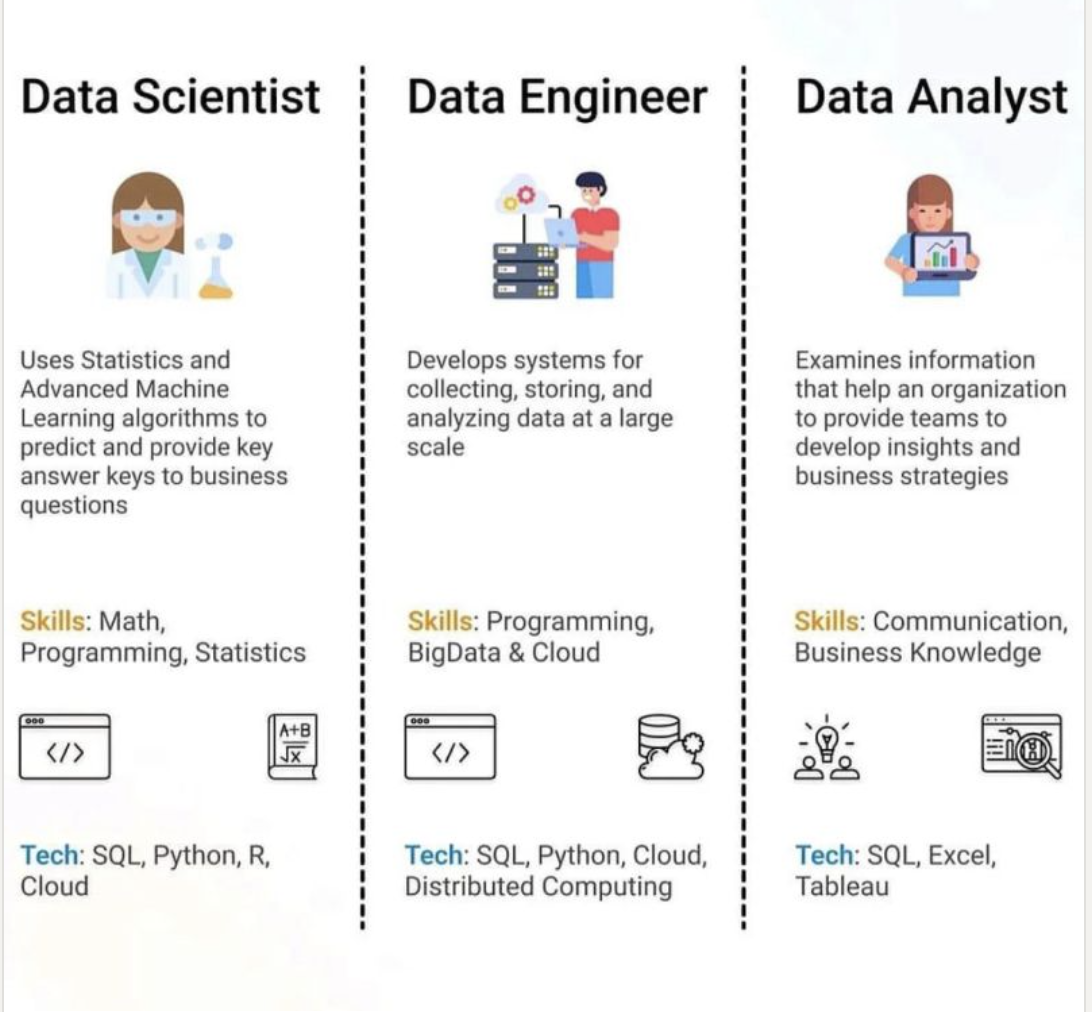 Data Scientist
Uses Statistics and
Advanced Machine
Learning algorithms to
predict and provide key
answer keys to business
questions
Skills: Math,
Programming, Statistics
</>
A+B
√x
Tech: SQL, Python, R,
Cloud
Data Engineer
Develops systems for
collecting, storing, and
analyzing data at a large
scale
Skills: Programming,
BigData & Cloud
</>
Tech: SQL, Python, Cloud,
Distributed Computing
Data Analyst
Examines information
that help an organization
to provide teams to
develop insights and
business strategies
Skills: Communication,
Business Knowledge
Tech: SQL, Excel,
Tableau